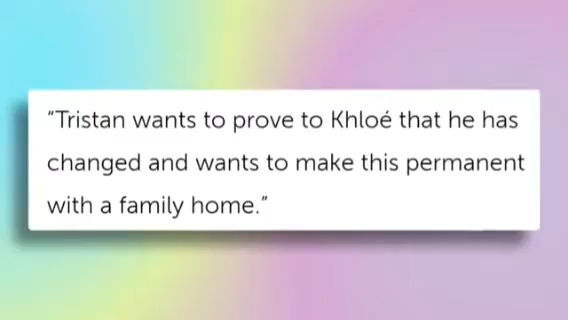 “Tristan wants to prove to Khloé that he has
changed and wants to make this permanent
with a family home.”